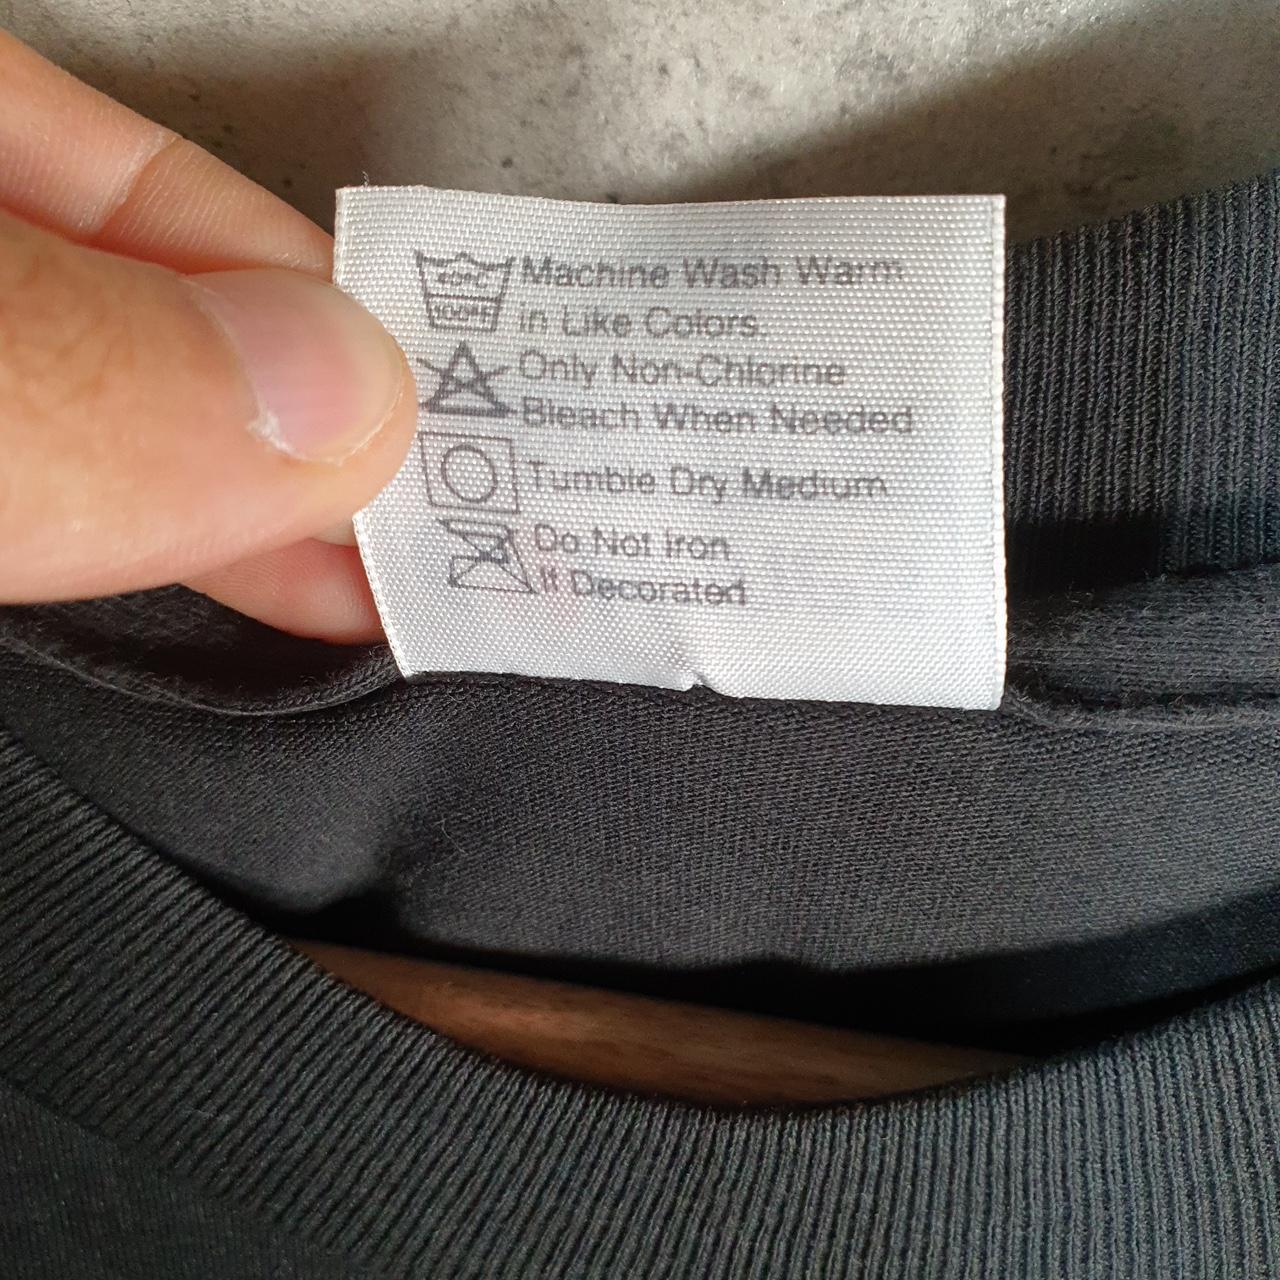 40°C
100°F
Machine Wash Warm
in Like Colors.
Only Non-Chlorine
Bleach When Needed
Tumble Dry Medium
Do Not Iron
If Decorated